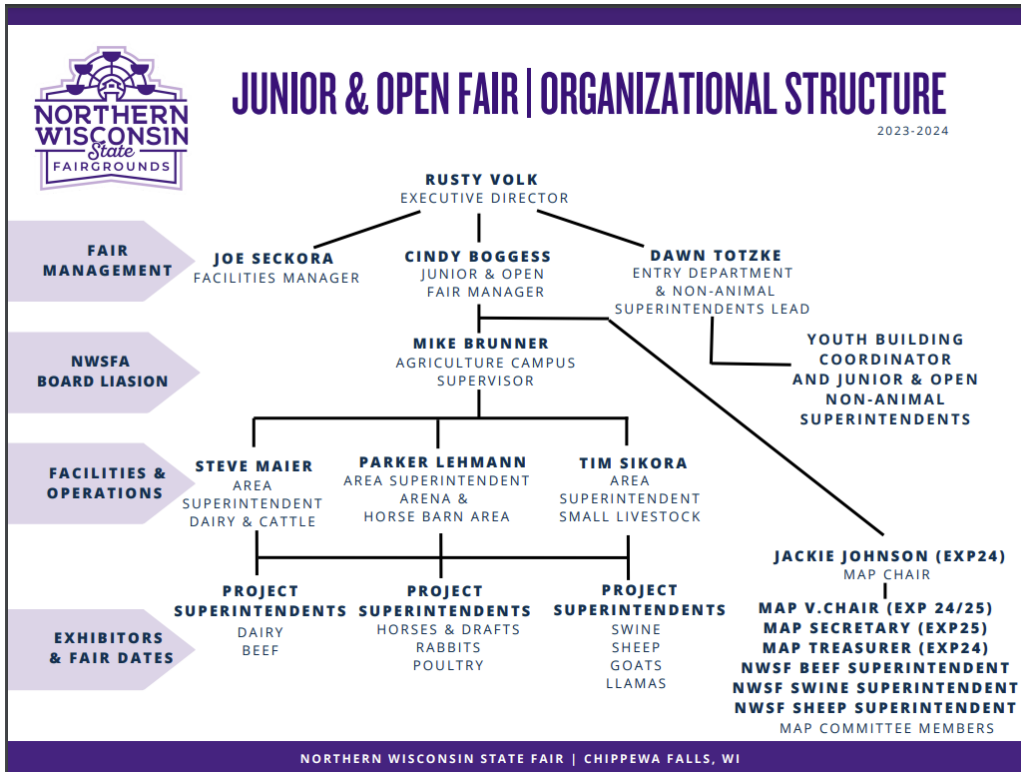 NORTHERN
WISCONSIN
State
FAIRGROUNDS
JUNIOR & OPEN FAIR | ORGANIZATIONAL STRUCTURE
2023-2024
RUSTY VOLK
EXECUTIVE DIRECTOR
FAIR
MANAGEMENT
JOE SECKORA
FACILITIES MANAGER
CINDY BOGGESS
JUNIOR & OPEN
FAIR MANAGER
DAWN TOTZKE
ENTRY DEPARTMENT
& NON-ANIMAL
SUPERINTENDENTS LEAD
NWSFA
BOARD LIASION
MIKE BRUNNER
AGRICULTURE CAMPUS
SUPERVISOR
YOUTH BUILDING
COORDINATOR
AND JUNIOR & OPEN
NON-ANIMAL
SUPERINTENDENTS
FACILITIES &
OPERATIONS
STEVE MAIER
AREA
SUPERINTENDENT
DAIRY & CATTLE
PARKER LEHMANN
AREA SUPERINTENDENT
ARENA &
HORSE BARN AREA
TIM SIKORA
AREA
SUPERINTENDENT
SMALL LIVESTOCK
JACKIE JOHNSON (EXP24)
MAP CHAIR
EXHIBITORS
& FAIR DATES
PROJECT
SUPERINTENDENTS
DAIRY
BEEF
PROJECT
SUPERINTENDENTS
HORSES & DRAFTS
RABBITS
POULTRY
PROJECT
SUPERINTENDENTS
SWINE
SHEEP
GOATS
LLAMAS
MAP V.CHAIR (EXP 24/25)
MAP SECRETARY (EXP25)
MAP TREASURER (EXP24)
NWSF BEEF SUPERINTENDENT
NWSF SWINE SUPERINTENDENT
NWSF SHEEP SUPERINTENDENT
MAP COMMITTEE MEMBERS
NORTHERN WISCONSIN STATE FAIR | CHIPPEWA FALLS, WI